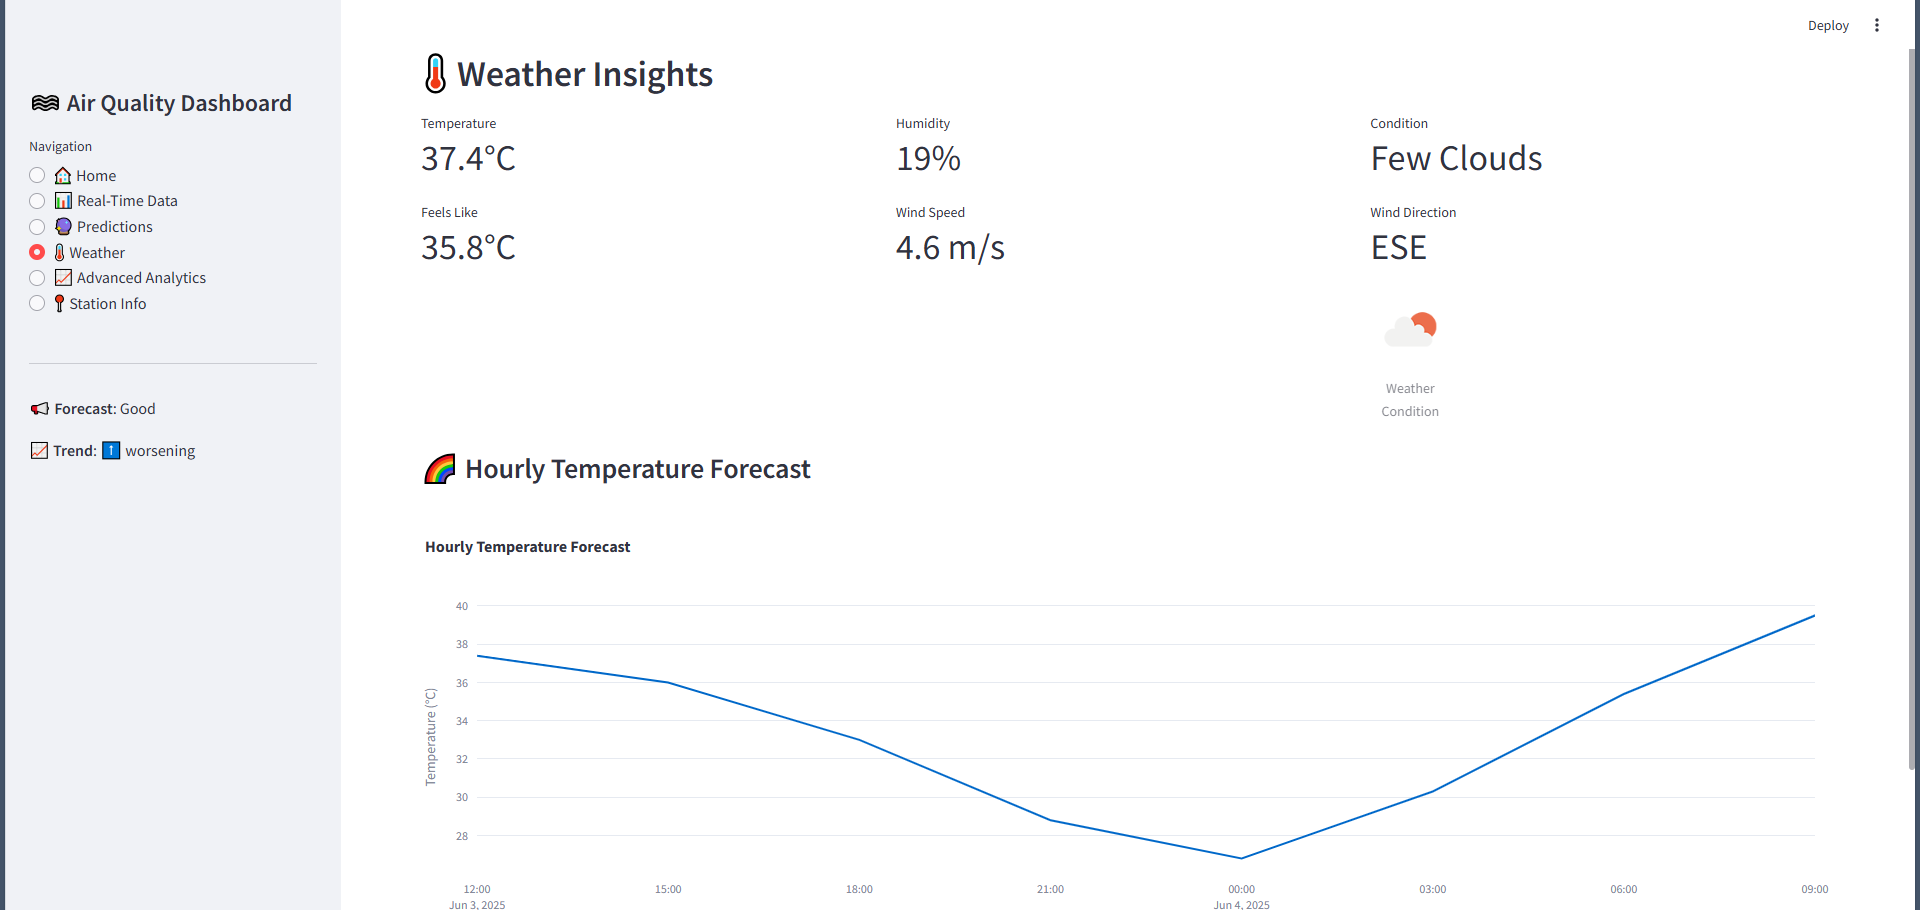 Deploy
Air Quality Dashboard
Navigation
Home
Real-Time Data
Predictions
Weather
Advanced Analytics
Station Info
Forecast: Good
Trend: ↑ worsening
Weather Insights
Temperature
37.4°C
Humidity
19%
Condition
Few Clouds
Feels Like
35.8°C
Wind Speed
4.6 m/s
Wind Direction
ESE
Weather
Condition
Hourly Temperature Forecast
Hourly Temperature Forecast
Temperature (°C)
40
38
36
34
32
30
28
12:00 15:00 18:00 21:00 00:00 03:00 06:00 09:00
Jun 3, 2025 Jun 4, 2025